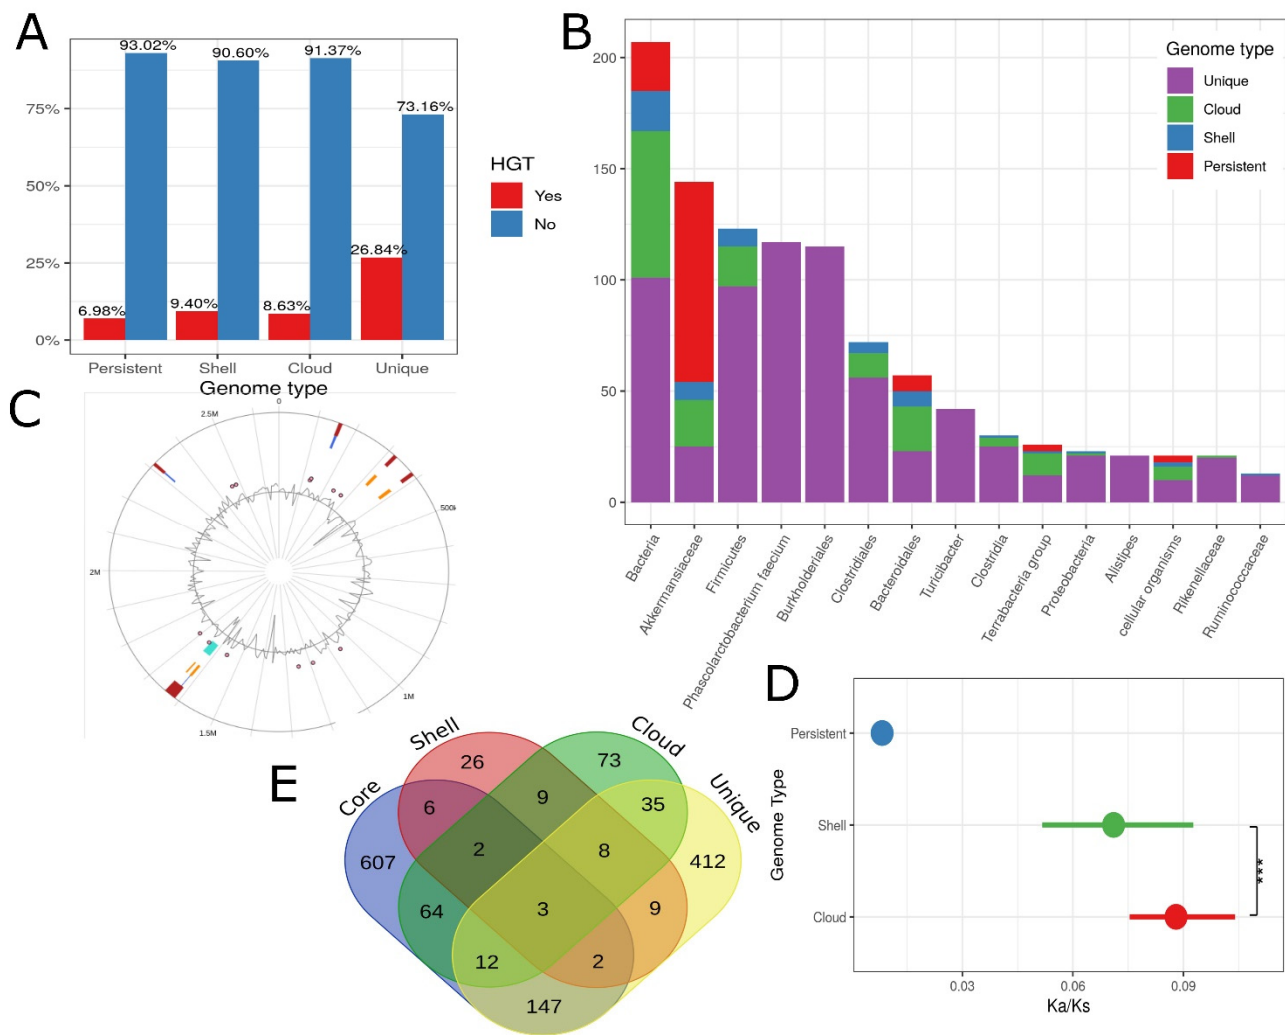 A
93.02%
90.60%
91.37%
73.16%
26.84%
6.98%
9.40%
8.63%
75%
50%
25%
0%
Persistent
Shell
Cloud
Unique
Genome type
HGT
Yes
No
B
200
150
100
50
0
Genome type
Unique
Cloud
Shell
Persistent
Bacteria
Akkermansiaceae
Firmicutes
Phascolarctobacterium faecium
Burkholderiales
Clostridiales
Bacteroidales
Turicibacter
Clostridia
Terrabacteria group
Proteobacteria
Alistipes
cellular organisms
Rikenellaceae
Ruminococcaceae
C
0
500k
1M
1.5M
2M
2.5M
D
Genome Type
Persistent
Shell
Cloud
***
0.03
0.06
0.09
Ka/Ks
E
Core
Shell
Cloud
Unique
26
73
6
9
35
607
2
8
412
64
3
9
12
2
147